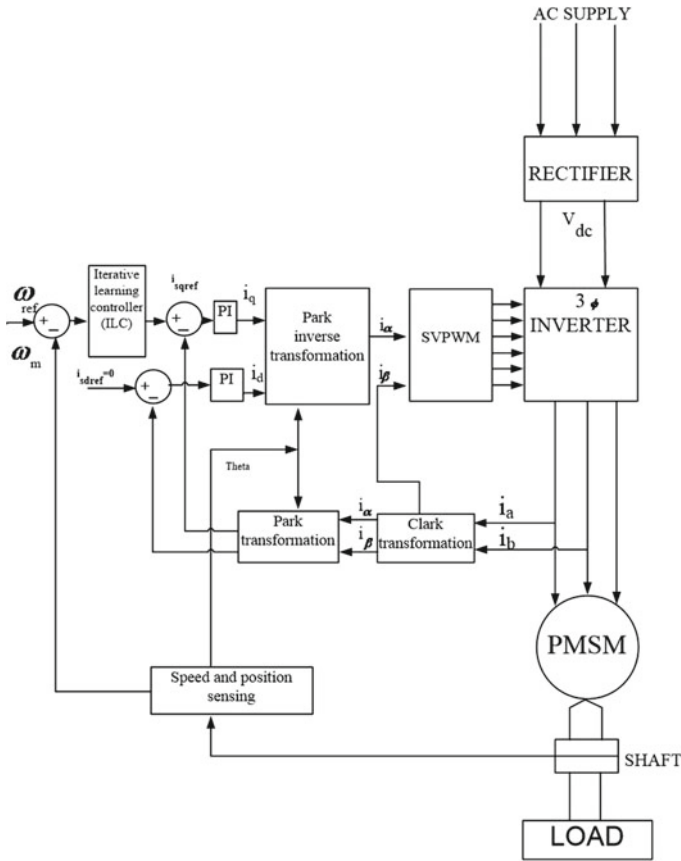 AC SUPPLY
RECTIFIER
V dc
Iterative
learning
controller
(ILC)
i sqref
ω ref
+
−
+
−
PI
i q
Park
inverse
transformation
i α
SVPWM
3 ϕ
INVERTER
ω m
i sdref=0
+
−
PI
i d
i β
Theta
Park
transformation
i α
i β
Clark
transformation
i a
i b
PMSM
Speed and position
sensing
SHAFT
LOAD